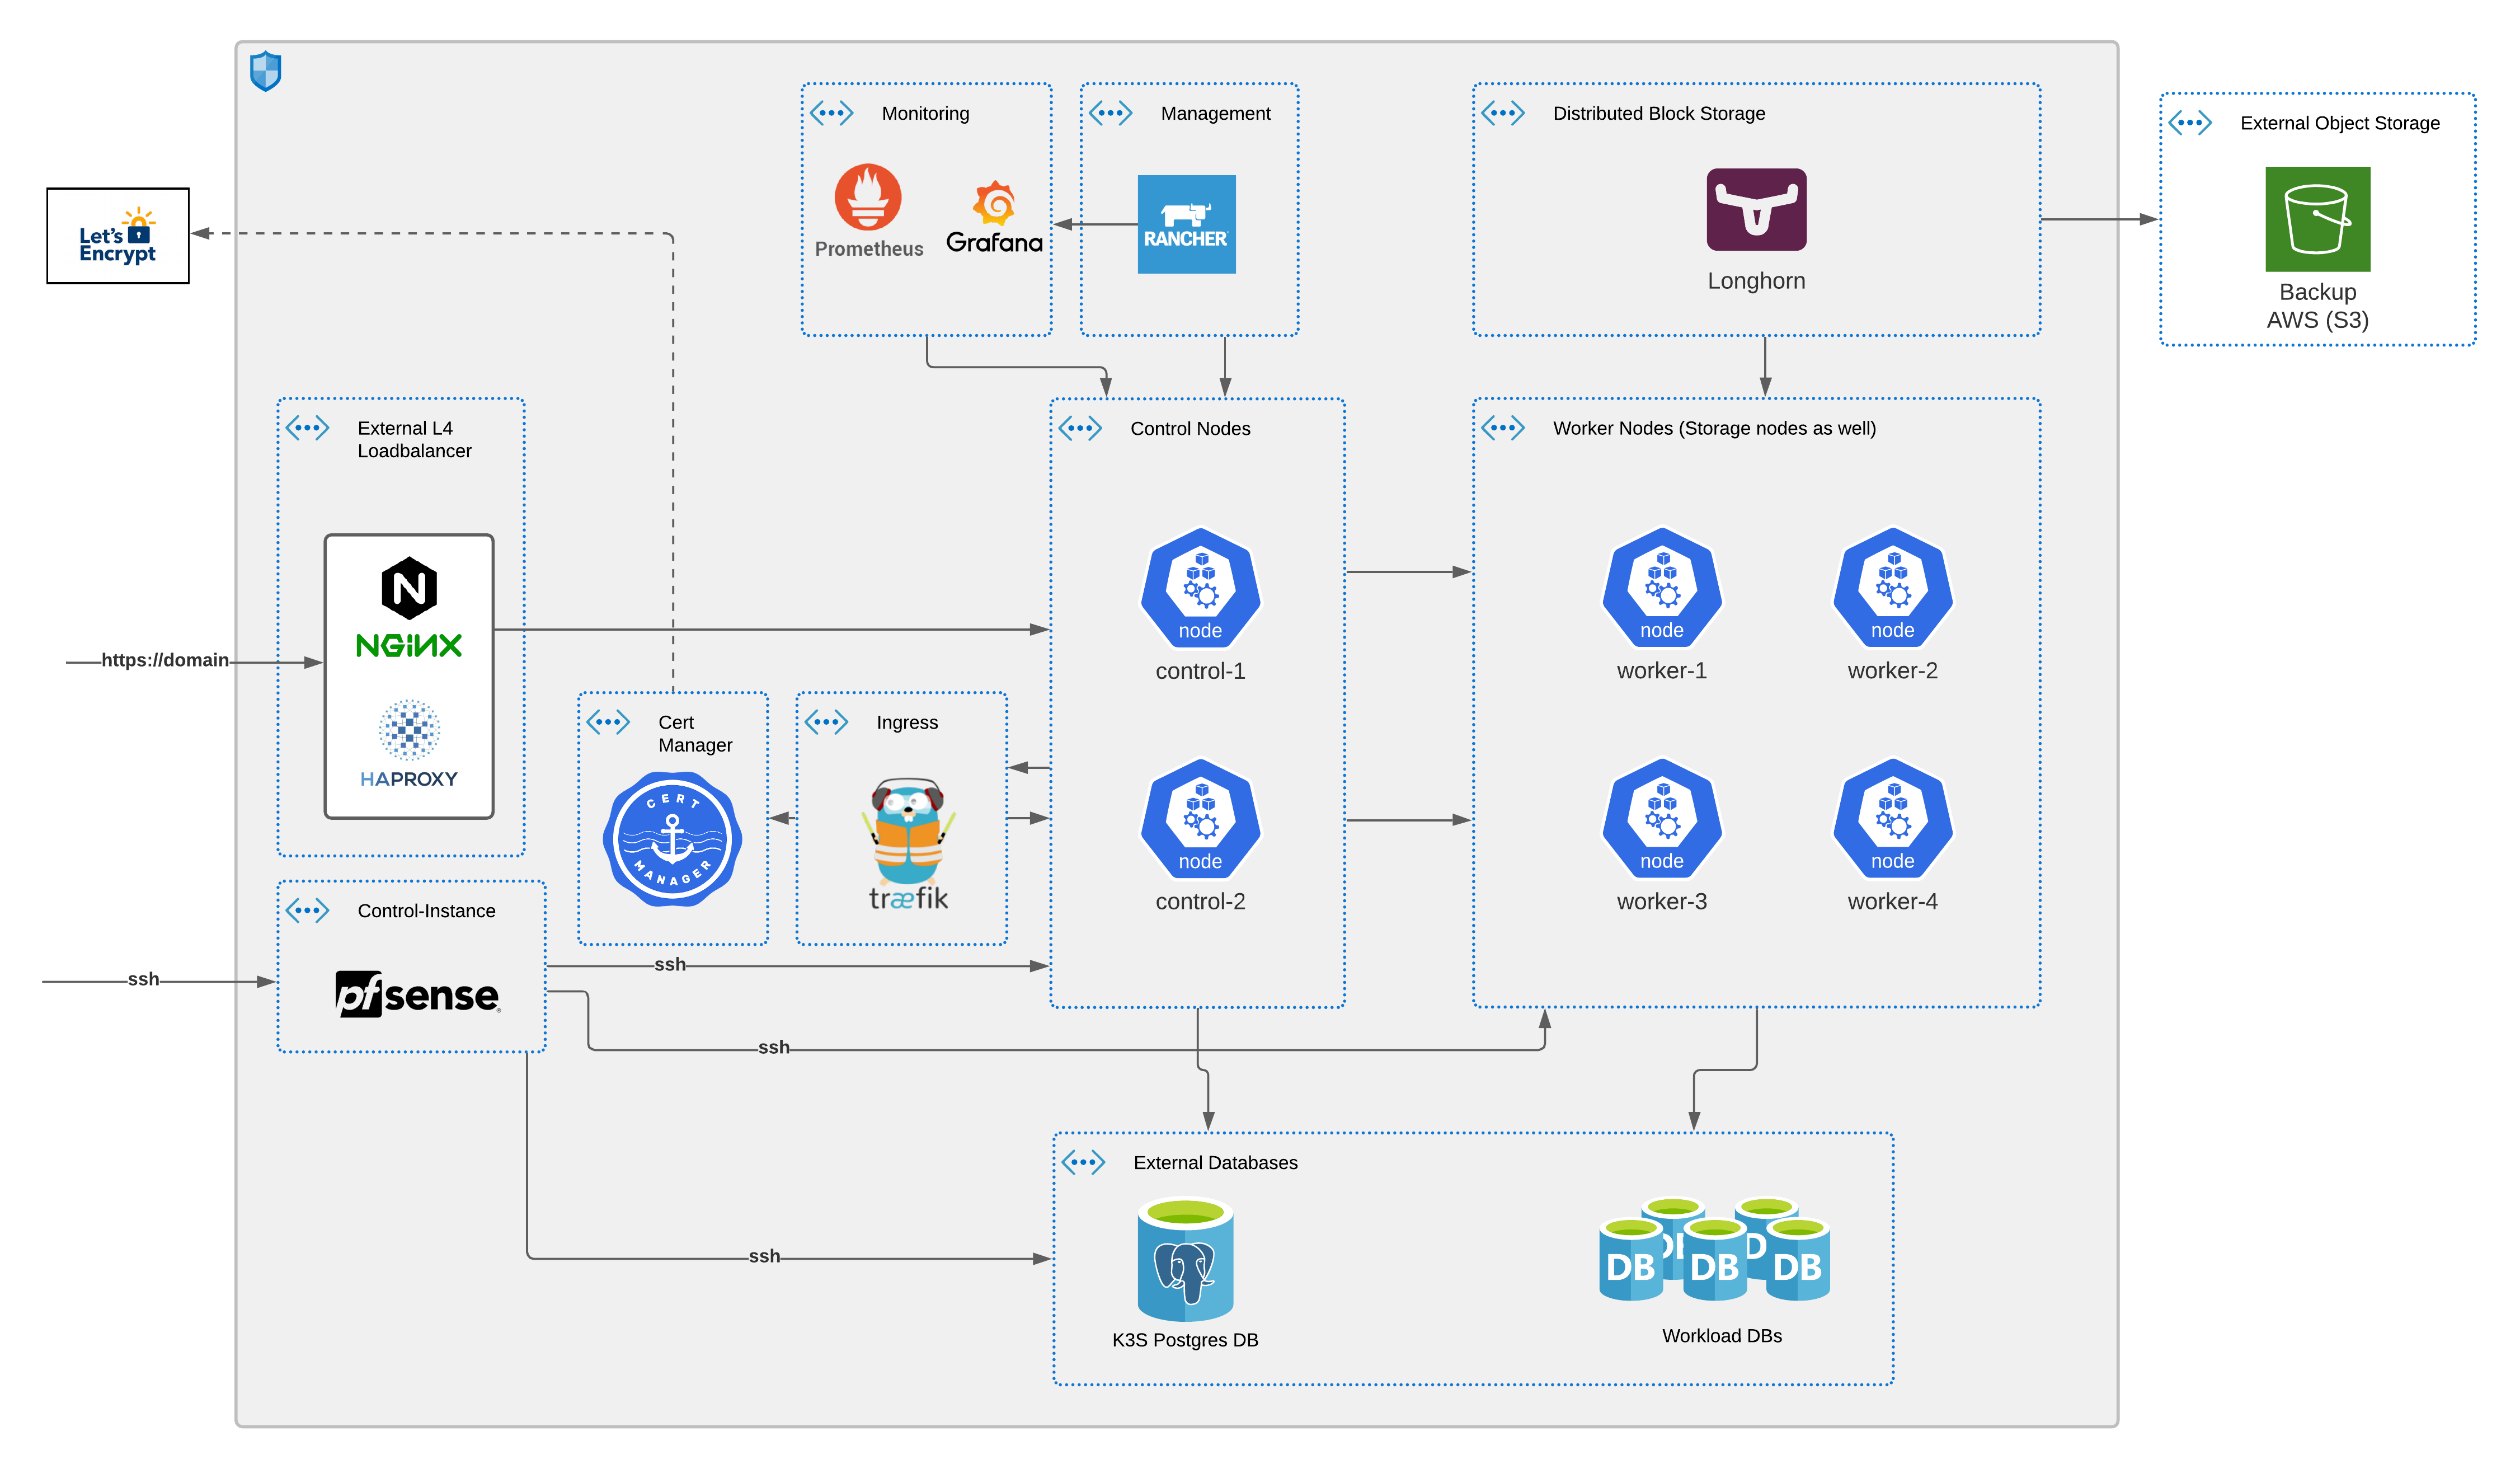 Monitoring
Prometheus
Grafana
Management
RANCHER
Distributed Block Storage
Longhorn
External Object Storage
Backup
AWS (S3)
Let's
Encrypt
External L4
Loadbalancer
N
NGINX
HAPROXY
https://domain
Cert
Manager
CERT
MANAGER
Ingress
træfik
Control Nodes
node
control-1
node
control-2
Worker Nodes (Storage nodes as well)
node
worker-1
node
worker-2
node
worker-3
node
worker-4
Control-Instance
pfsense
ssh
ssh
ssh
ssh
External Databases
K3S Postgres DB
DB
D
DB
DB
DB
Workload DBs